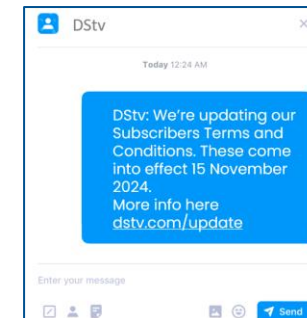 DStv
Today 12:24 AM
DStv: We're updating our
Subscribers Terms and
Conditions. These come
into effect 15 November
2024.
More info here
dstv.com/update
Enter your message
Send